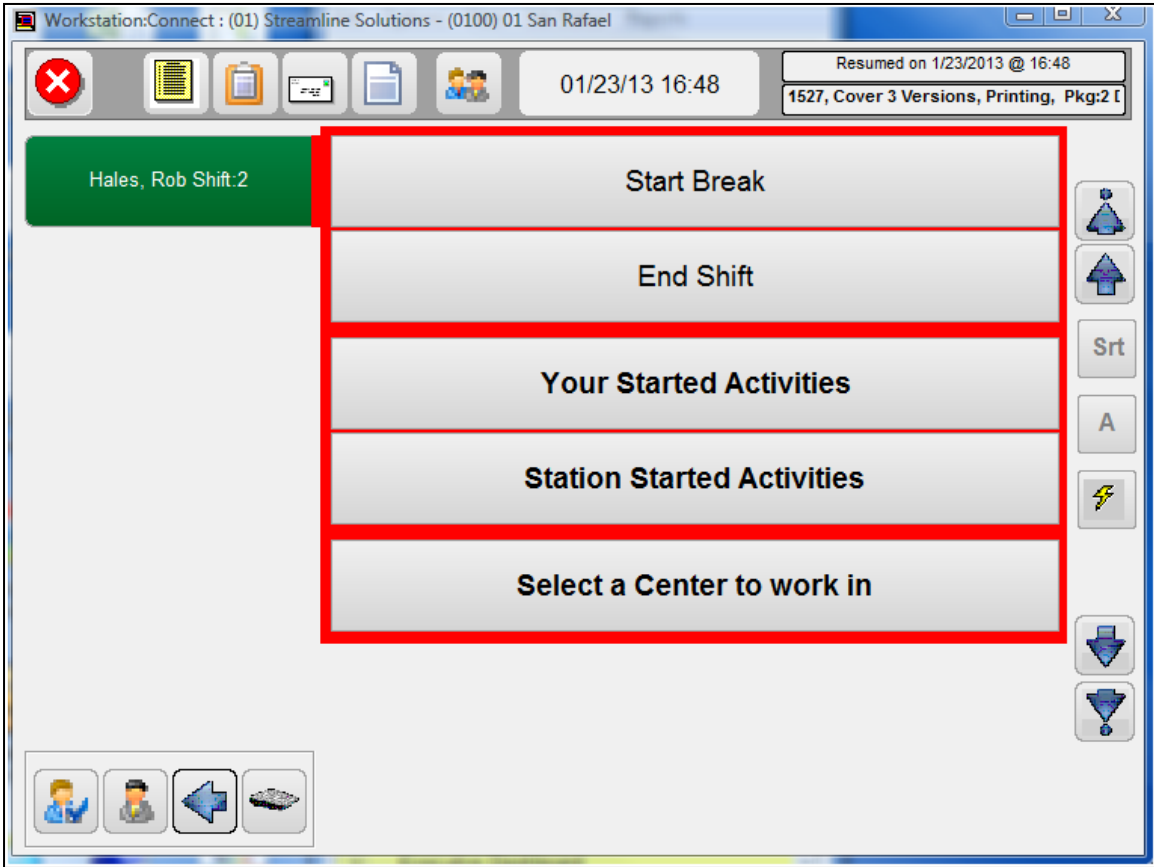 Workstation:Connect : (01) Streamline Solutions - (0100) 01 San Rafael
01/23/13 16:48
Resumed on 1/23/2013 @ 16:48
1527, Cover 3 Versions, Printing, Pkg:2 [
Hales, Rob Shift:2
Start Break
End Shift
Your Started Activities
Station Started Activities
Select a Center to work in
Srt
A